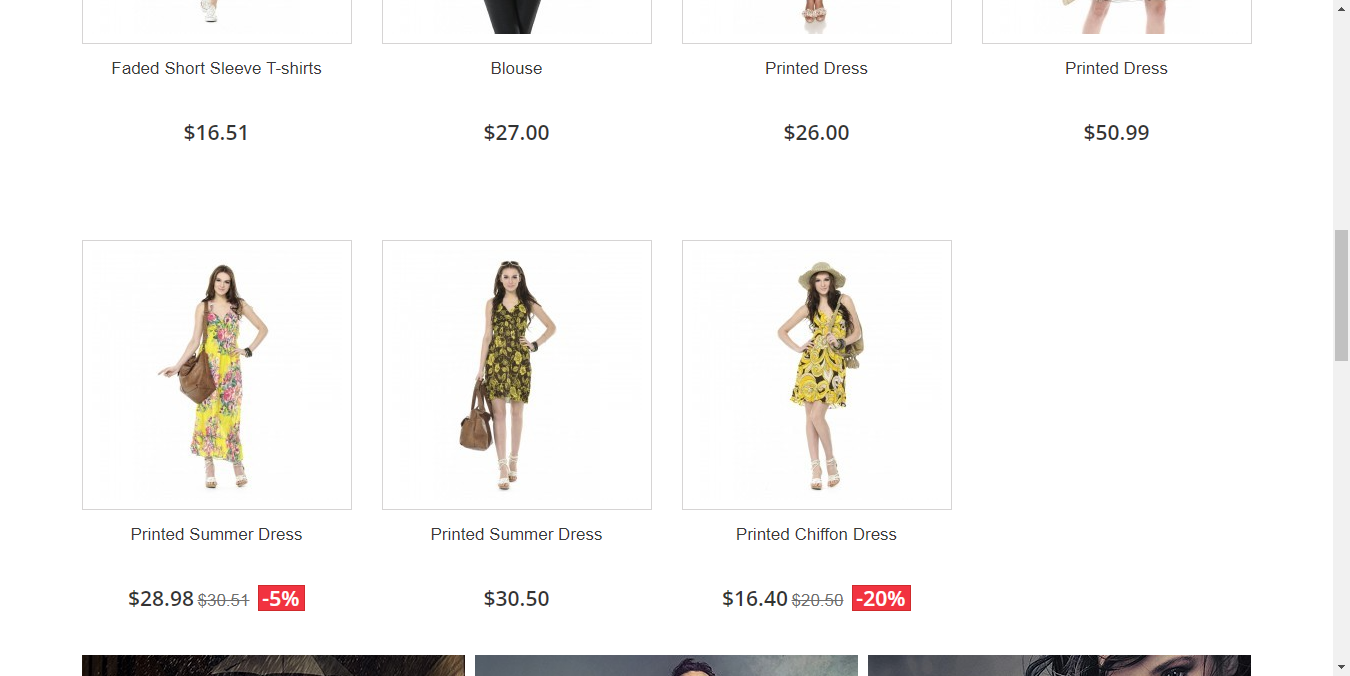 Faded Short Sleeve T-shirts
Blouse
Printed Dress
Printed Dress
$16.51
$27.00
$26.00
$50.99
Printed Summer Dress
Printed Summer Dress
Printed Chiffon Dress
$28.98 $30.51 -5%
$30.50
$16.40 $20.50 -20%